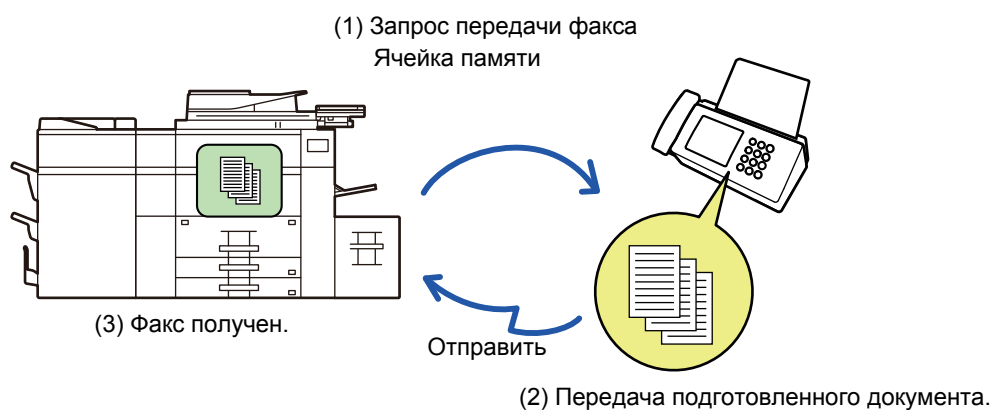 (1) Запрос передачи факса
Ячейка памяти
(3) Факс получен.
Отправить
(2) Передача подготовленного документа.